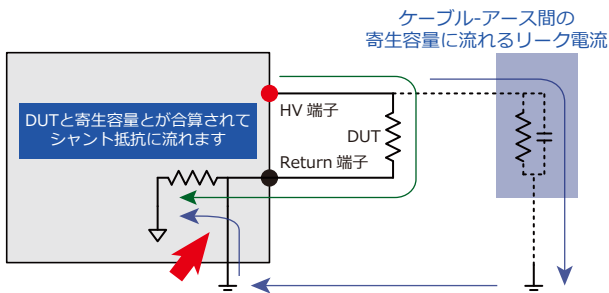 ケーブル-アース間の
寄生容量に流れるリーク電流
DUTと寄生容量とが合算されて
シャント抵抗に流れます
HV 端子
DUT
Return 端子